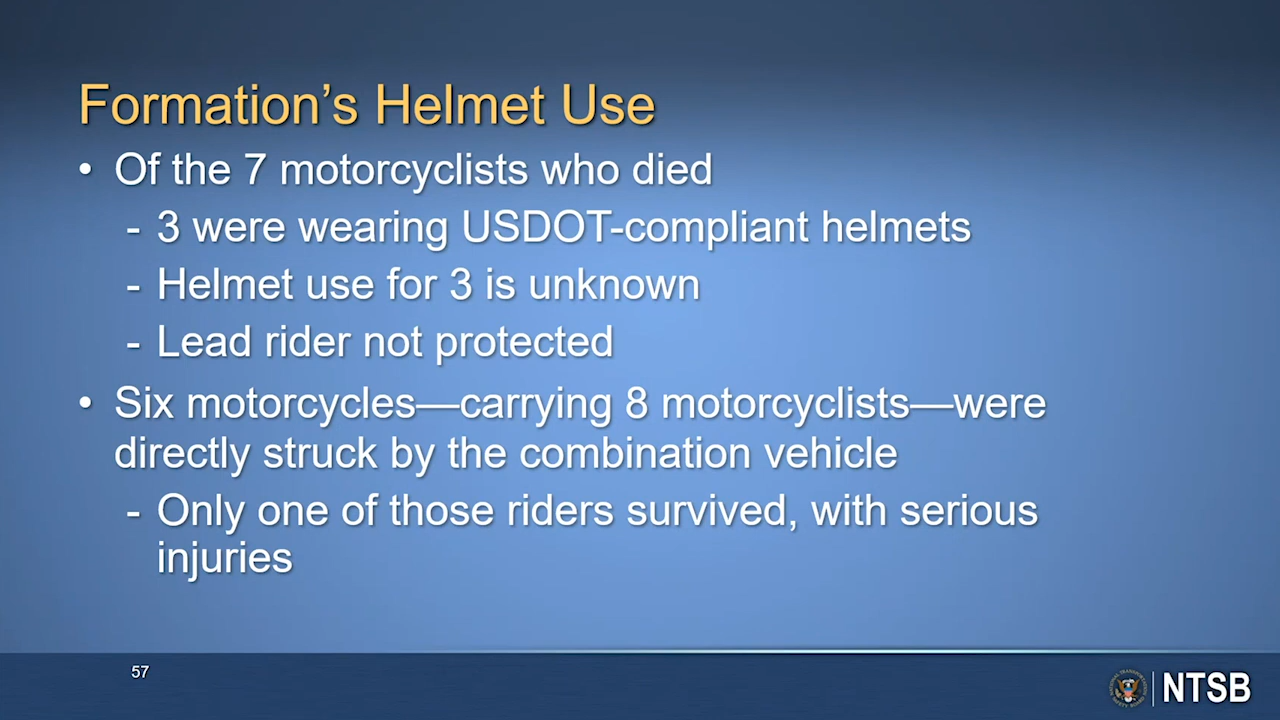 Formation’s Helmet Use
• Of the 7 motorcyclists who died
- 3 were wearing USDOT-compliant helmets
- Helmet use for 3 is unknown
- Lead rider not protected
• Six motorcycles—carrying 8 motorcyclists—were
directly struck by the combination vehicle
- Only one of those riders survived, with serious
injuries
57
NTSB